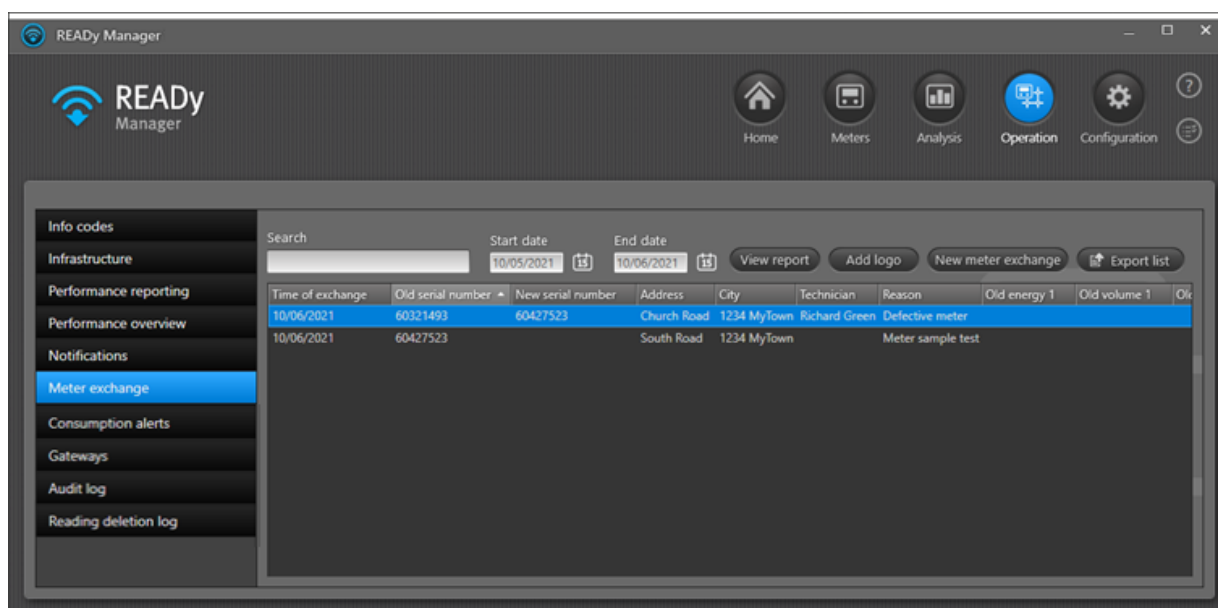 READy Manager
READy
Manager
Home Meters Analysis Operation Configuration
Info codes
Infrastructure
Performance reporting
Performance overview
Notifications
Meter exchange
Consumption alerts
Gateways
Audit log
Reading deletion log
Search Start date End date
10/05/2021 15 10/06/2021 15 View report Add logo New meter exchange Export list
Time of exchange Old serial number New serial number Address City Technician Reason Old energy 1 Old volume 1 Old
10/06/2021 60321493 60427523 Church Road 1234 MyTown Richard Green Defective meter
10/06/2021 60427523 South Road 1234 MyTown Meter sample test